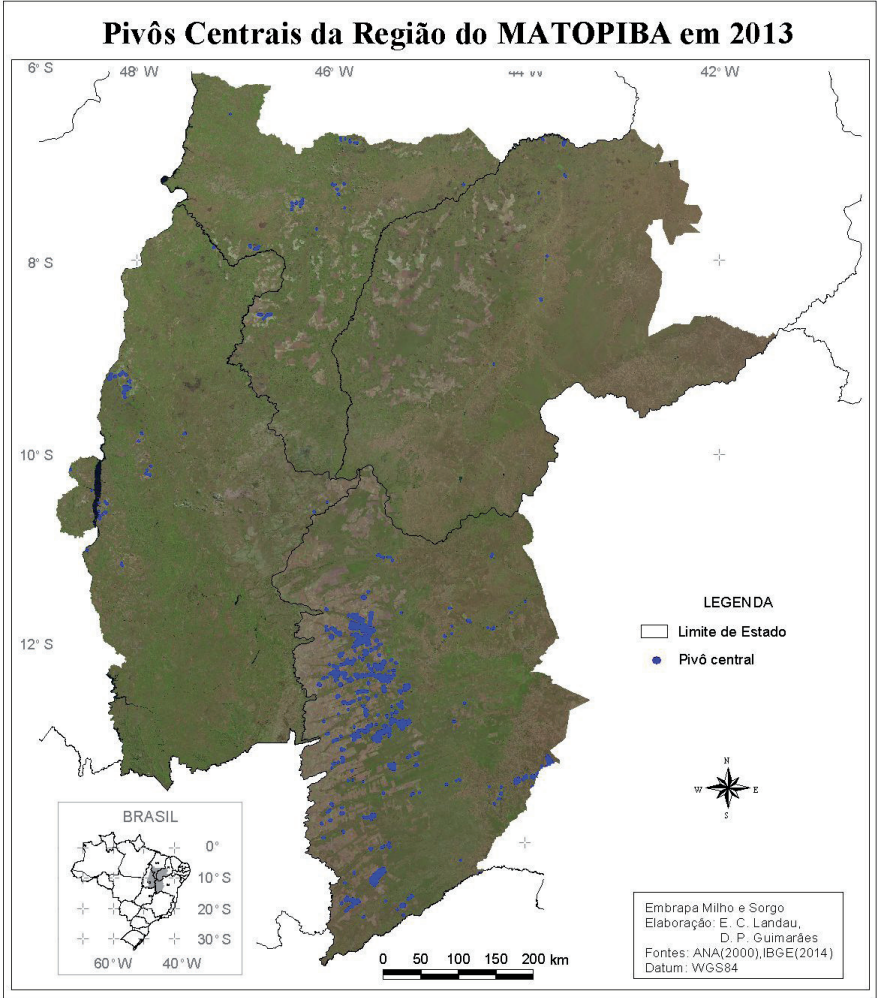 Pivôs Centrais da Região do MATOPIBA em 2013
6° S
48° W
46° W
44° W
42° W
8° S
10° S
12° S
LEGENDA
Limite de Estado
Pivô central
N
W
E
S
BRASIL
0°
10° S
20° S
30° S
60° W
40° W
0 50 100 150 200 km
Embrapa Milho e Sorgo
Elaboração: E. C. Landau,
D. P. Guimarães
Fontes: ANA(2000),IBGE(2014)
Datum: WGS84